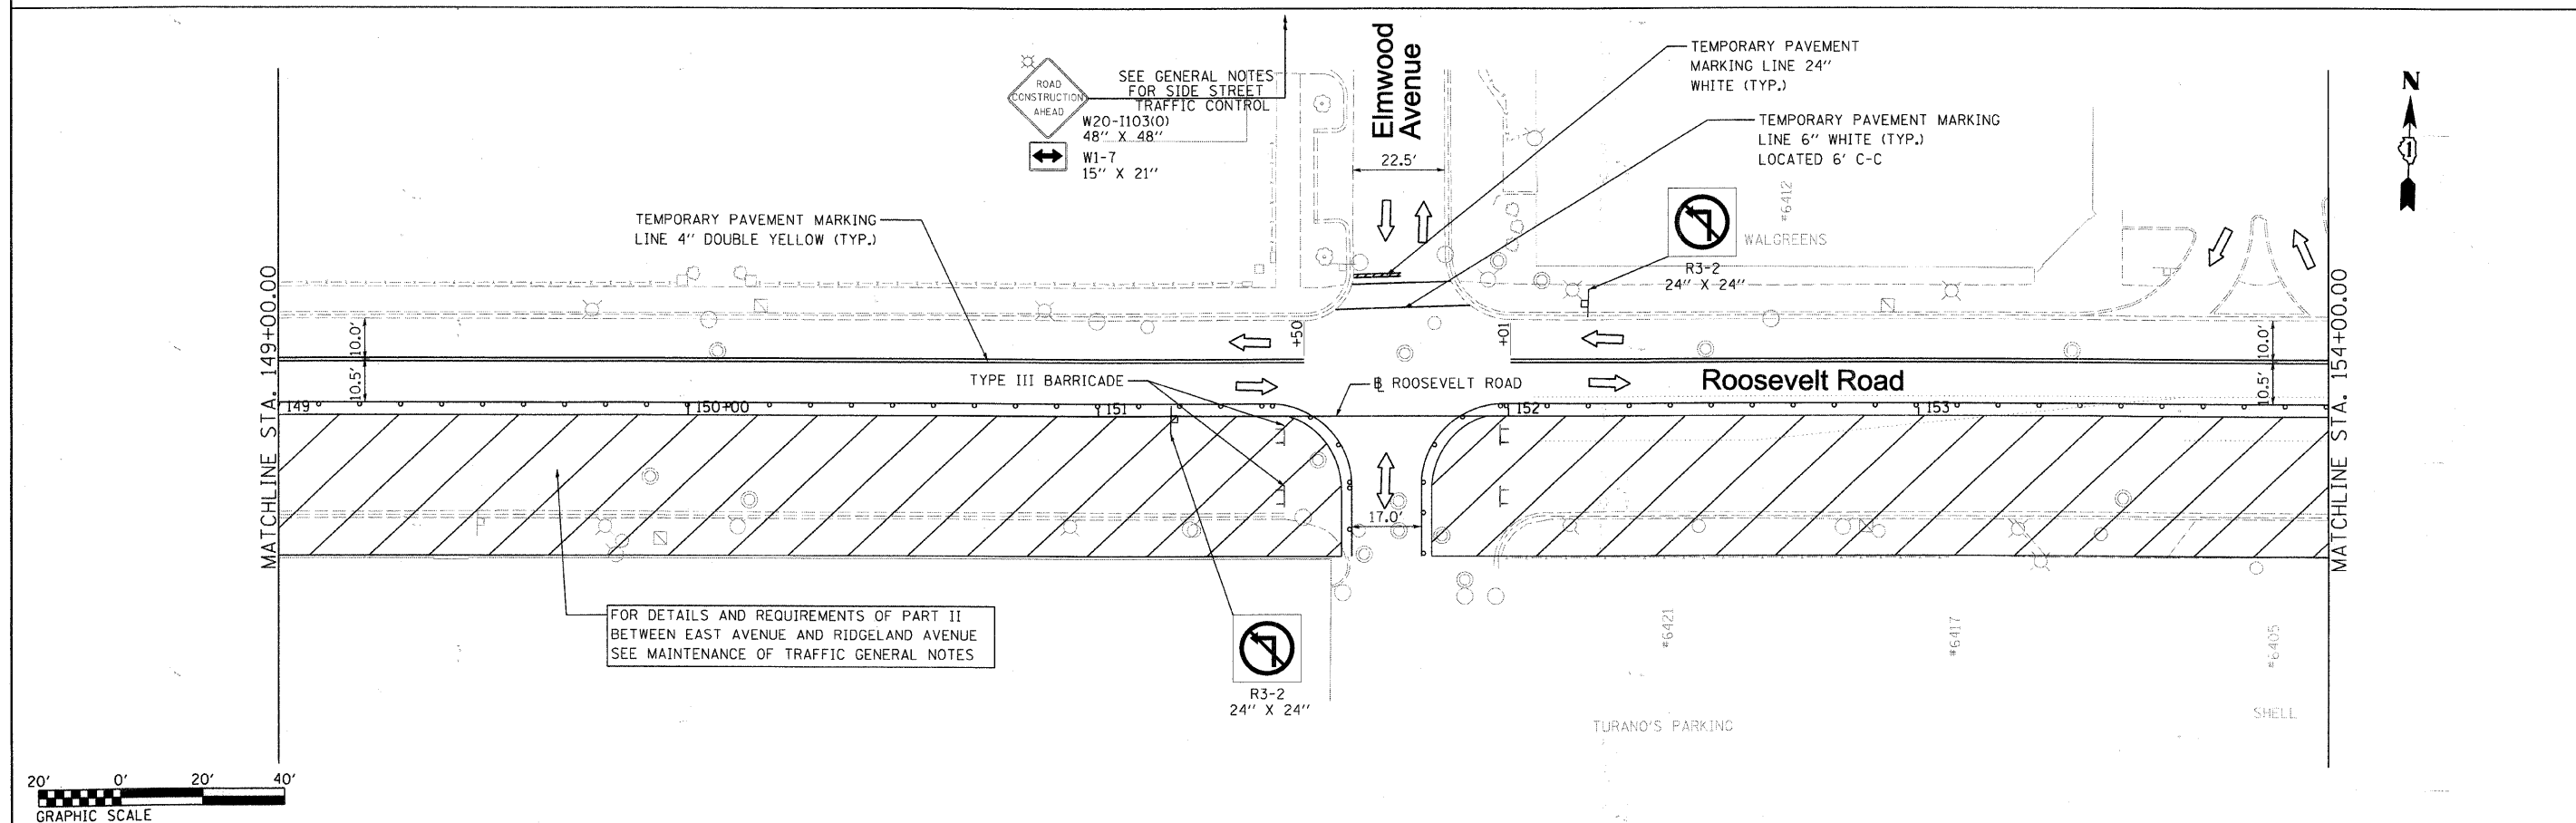 ROAD
CONSTRUCTION
AHEAD
W20-I103(O)
48" X 48"
W1-7
15" X 21"
SEE GENERAL NOTES
FOR SIDE STREET
TRAFFIC CONTROL
Elmwood
Avenue
22.5'
TEMPORARY PAVEMENT
MARKING LINE 24"
WHITE (TYP.)
TEMPORARY PAVEMENT MARKING
LINE 6" WHITE (TYP.)
LOCATED 6' C-C
N
1
#6412
WALGREENS
R3-2
24" X 24"
TEMPORARY PAVEMENT MARKING
LINE 4" DOUBLE YELLOW (TYP.)
MATCHLINE STA. 149+00.00
10.0'
10.5'
+50
+01
10.0'
10.5'
MATCHLINE STA. 154+00.00
TYPE III BARRICADE
℄ ROOSEVELT ROAD
Roosevelt Road
149
150+00
151
152
153
17.0'
FOR DETAILS AND REQUIREMENTS OF PART II
BETWEEN EAST AVENUE AND RIDGELAND AVENUE
SEE MAINTENANCE OF TRAFFIC GENERAL NOTES
R3-2
24" X 24"
#6421
#6417
#6405
TURANO'S PARKING
SHELL
20' 0' 20' 40'
GRAPHIC SCALE